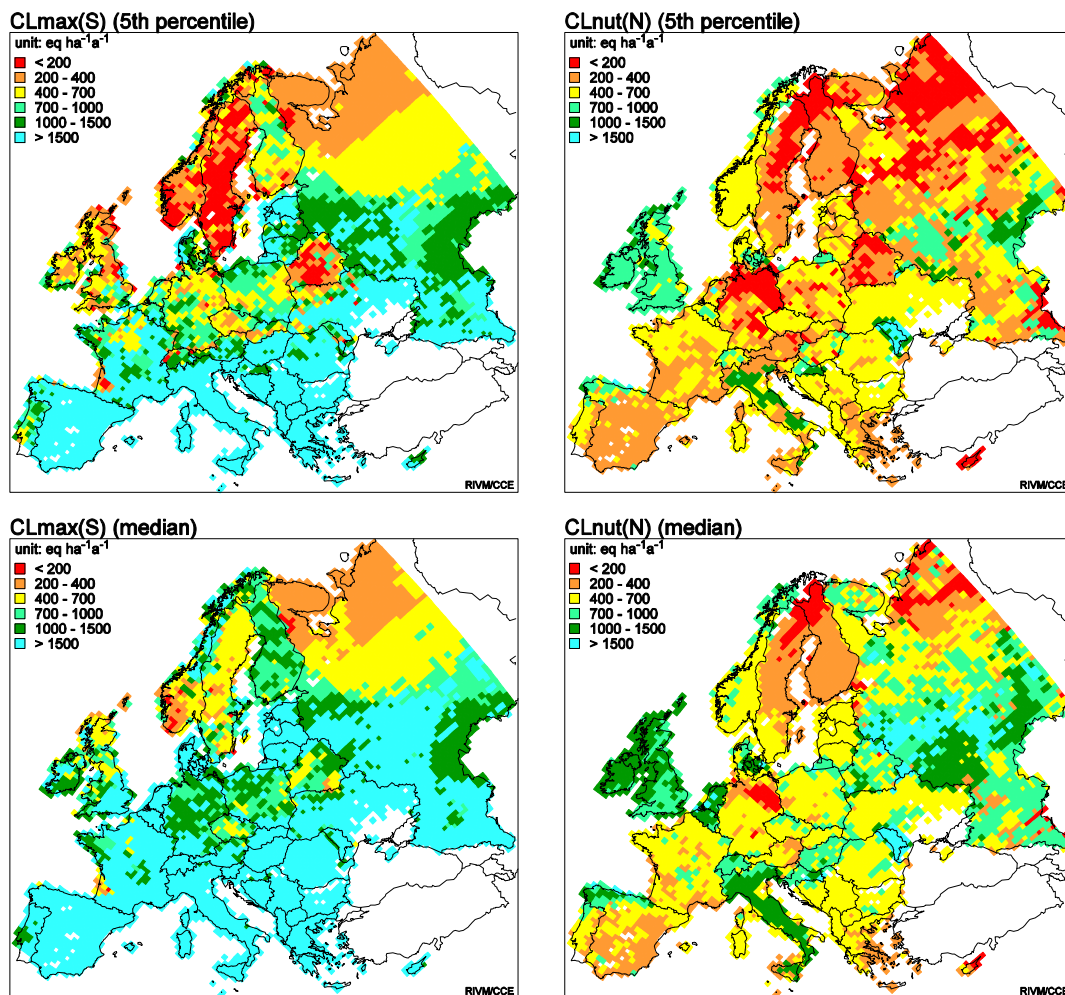 CLmax(S) (5th percentile)
unit: eq ha⁻¹a⁻¹
< 200
200 - 400
400 - 700
700 - 1000
1000 - 1500
> 1500
RIVM/CCE
CLnut(N) (5th percentile)
unit: eq ha⁻¹a⁻¹
< 200
200 - 400
400 - 700
700 - 1000
1000 - 1500
> 1500
RIVM/CCE
CLmax(S) (median)
unit: eq ha⁻¹a⁻¹
< 200
200 - 400
400 - 700
700 - 1000
1000 - 1500
> 1500
RIVM/CCE
CLnut(N) (median)
unit: eq ha⁻¹a⁻¹
< 200
200 - 400
400 - 700
700 - 1000
1000 - 1500
> 1500
RIVM/CCE